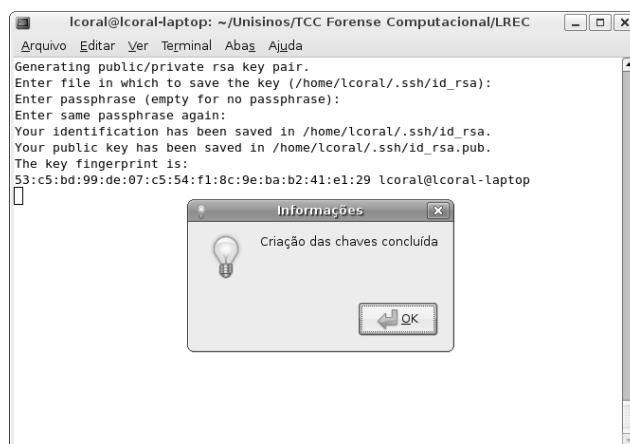 lcoral@lcoral-laptop: ~/Unisinos/TCC Forense Computacional/LREC
Arquivo Editar Ver Terminal Abas Ajuda
Generating public/private rsa key pair.
Enter file in which to save the key (/home/lcoral/.ssh/id_rsa):
Enter passphrase (empty for no passphrase):
Enter same passphrase again:
Your identification has been saved in /home/lcoral/.ssh/id_rsa.
Your public key has been saved in /home/lcoral/.ssh/id_rsa.pub.
The key fingerprint is:
53:c5:bd:99:de:07:c5:54:f1:8c:9e:ba:b2:41:e1:29 lcoral@lcoral-laptop
Informações
Criação das chaves concluída
OK